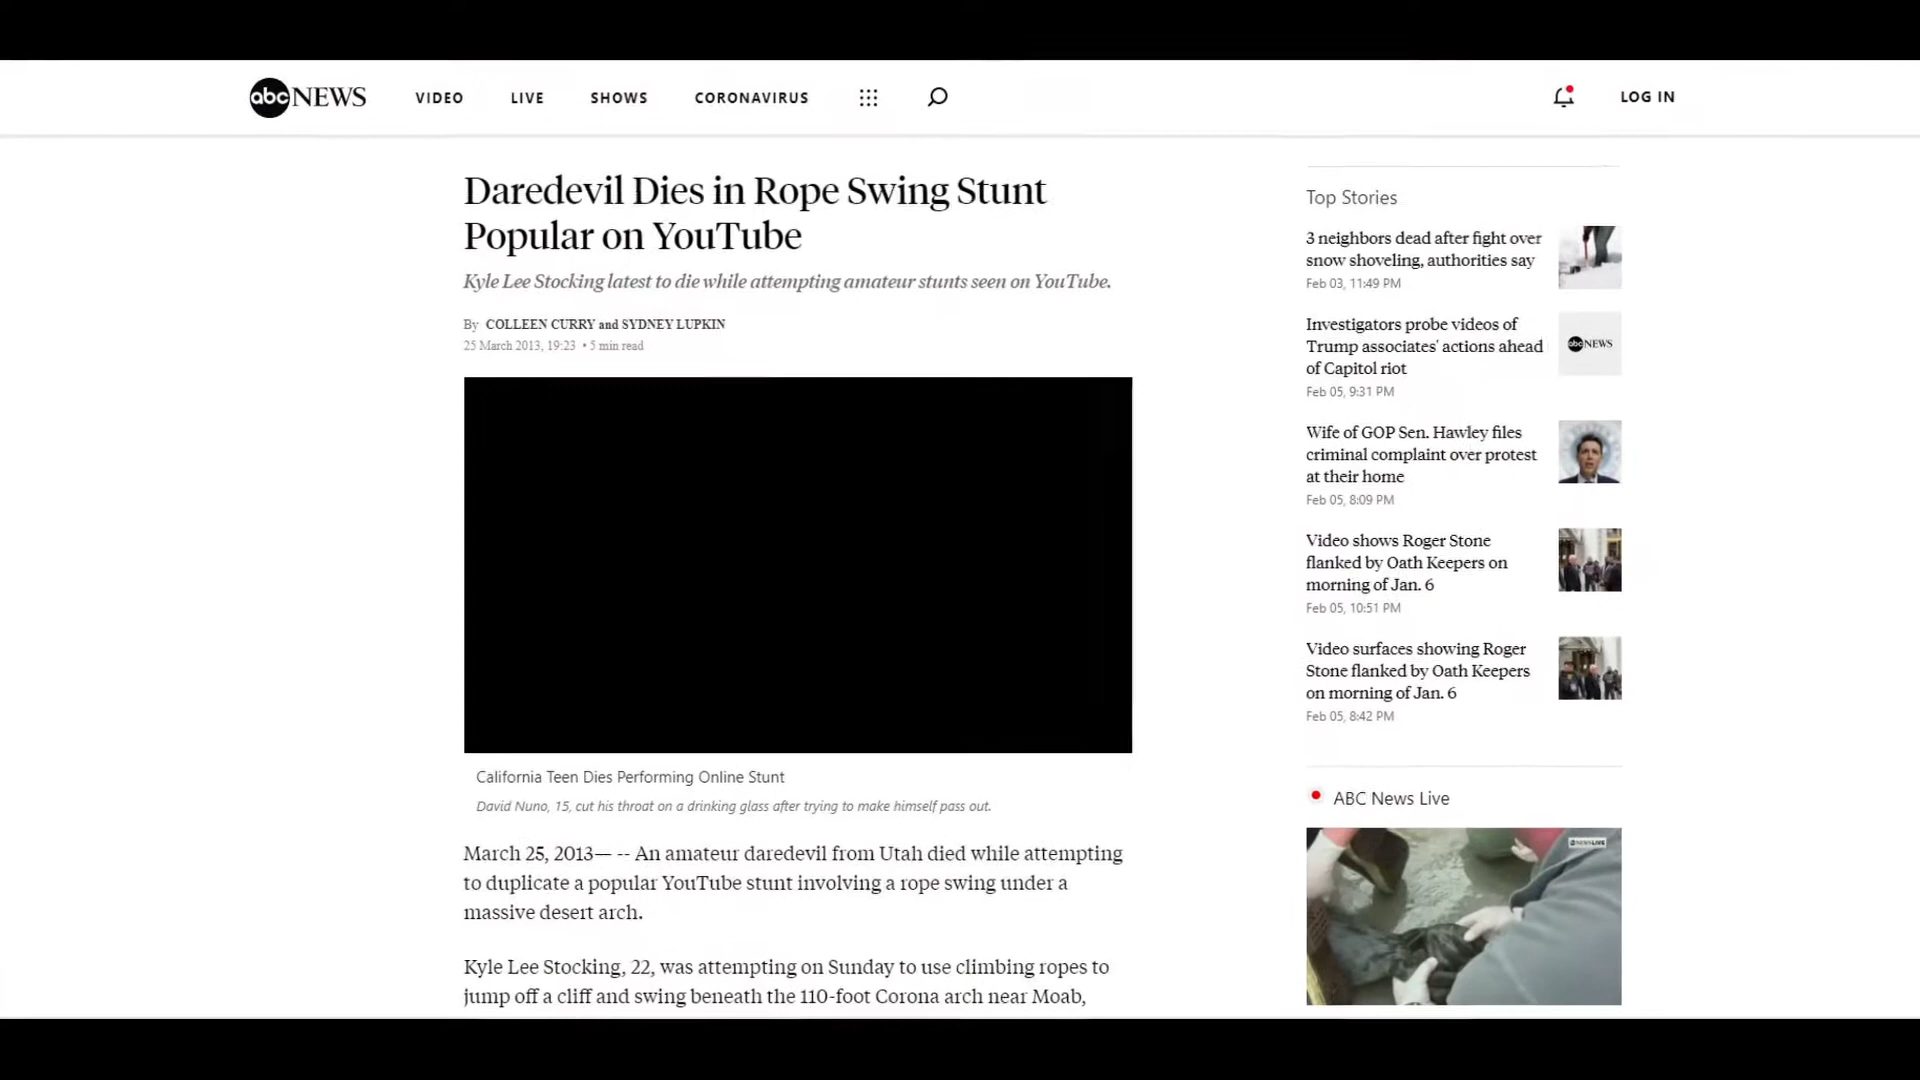 abc NEWS
VIDEO
LIVE
SHOWS
CORONAVIRUS
LOG IN
Daredevil Dies in Rope Swing Stunt
Popular on YouTube
Kyle Lee Stocking latest to die while attempting amateur stunts seen on YouTube.
By COLLEEN CURRY and SYDNEY LUPKIN
25 March 2013, 19:23 • 5 min read
California Teen Dies Performing Online Stunt
David Nuno, 15, cut his throat on a drinking glass after trying to make himself pass out.
March 25, 2013— -- An amateur daredevil from Utah died while attempting
to duplicate a popular YouTube stunt involving a rope swing under a
massive desert arch.
Kyle Lee Stocking, 22, was attempting on Sunday to use climbing ropes to
jump off a cliff and swing beneath the 110-foot Corona arch near Moab,
Top Stories
3 neighbors dead after fight over
snow shoveling, authorities say
Feb 03, 11:49 PM
Investigators probe videos of
Trump associates' actions ahead
of Capitol riot
Feb 05, 9:31 PM
abc NEWS
Wife of GOP Sen. Hawley files
criminal complaint over protest
at their home
Feb 05, 8:09 PM
Video shows Roger Stone
flanked by Oath Keepers on
morning of Jan. 6
Feb 05, 10:51 PM
Video surfaces showing Roger
Stone flanked by Oath Keepers
on morning of Jan. 6
Feb 05, 8:42 PM
ABC News Live
NEWS LIVE